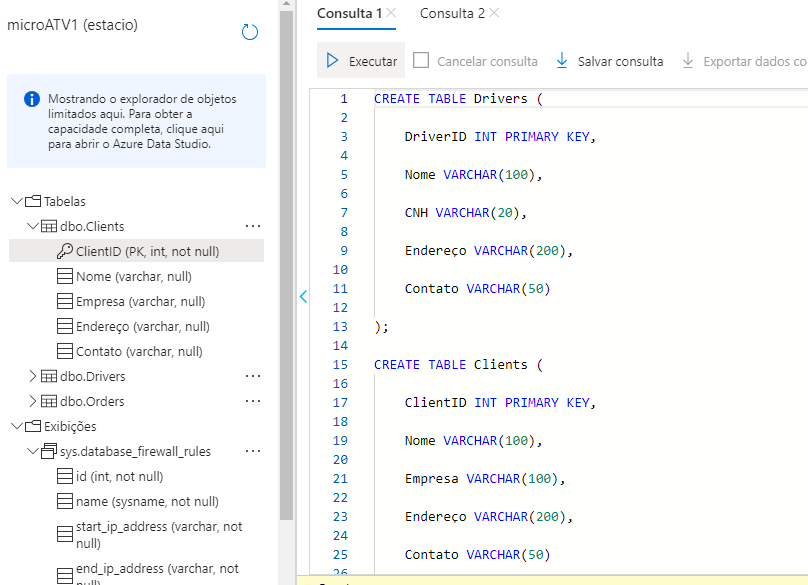 microATV1 (estacio)
Mostrando o explorador de objetos
limitados aqui. Para obter a
capacidade completa, clique aqui
para abrir o Azure Data Studio.
Tabelas
dbo.Clients ...
ClientID (PK, int, not null)
Nome (varchar, null)
Empresa (varchar, null)
Endereço (varchar, null)
Contato (varchar, null)
dbo.Drivers ...
dbo.Orders ...
Exibições
sys.database_firewall_rules ...
id (int, not null)
name (sysname, not null)
start_ip_address (varchar, not
null)
end_ip_address (varchar, not
null)
Consulta 1 Consulta 2
Executar Cancelar consulta Salvar consulta Exportar dados co
1 CREATE TABLE Drivers (
2
3 DriverID INT PRIMARY KEY,
4
5 Nome VARCHAR(100),
6
7 CNH VARCHAR(20),
8
9 Endereço VARCHAR(200),
10
11 Contato VARCHAR(50)
12
13 );
14
15 CREATE TABLE Clients (
16
17 ClientID INT PRIMARY KEY,
18
19 Nome VARCHAR(100),
20
21 Empresa VARCHAR(100),
22
23 Endereço VARCHAR(200),
24
25 Contato VARCHAR(50)
26